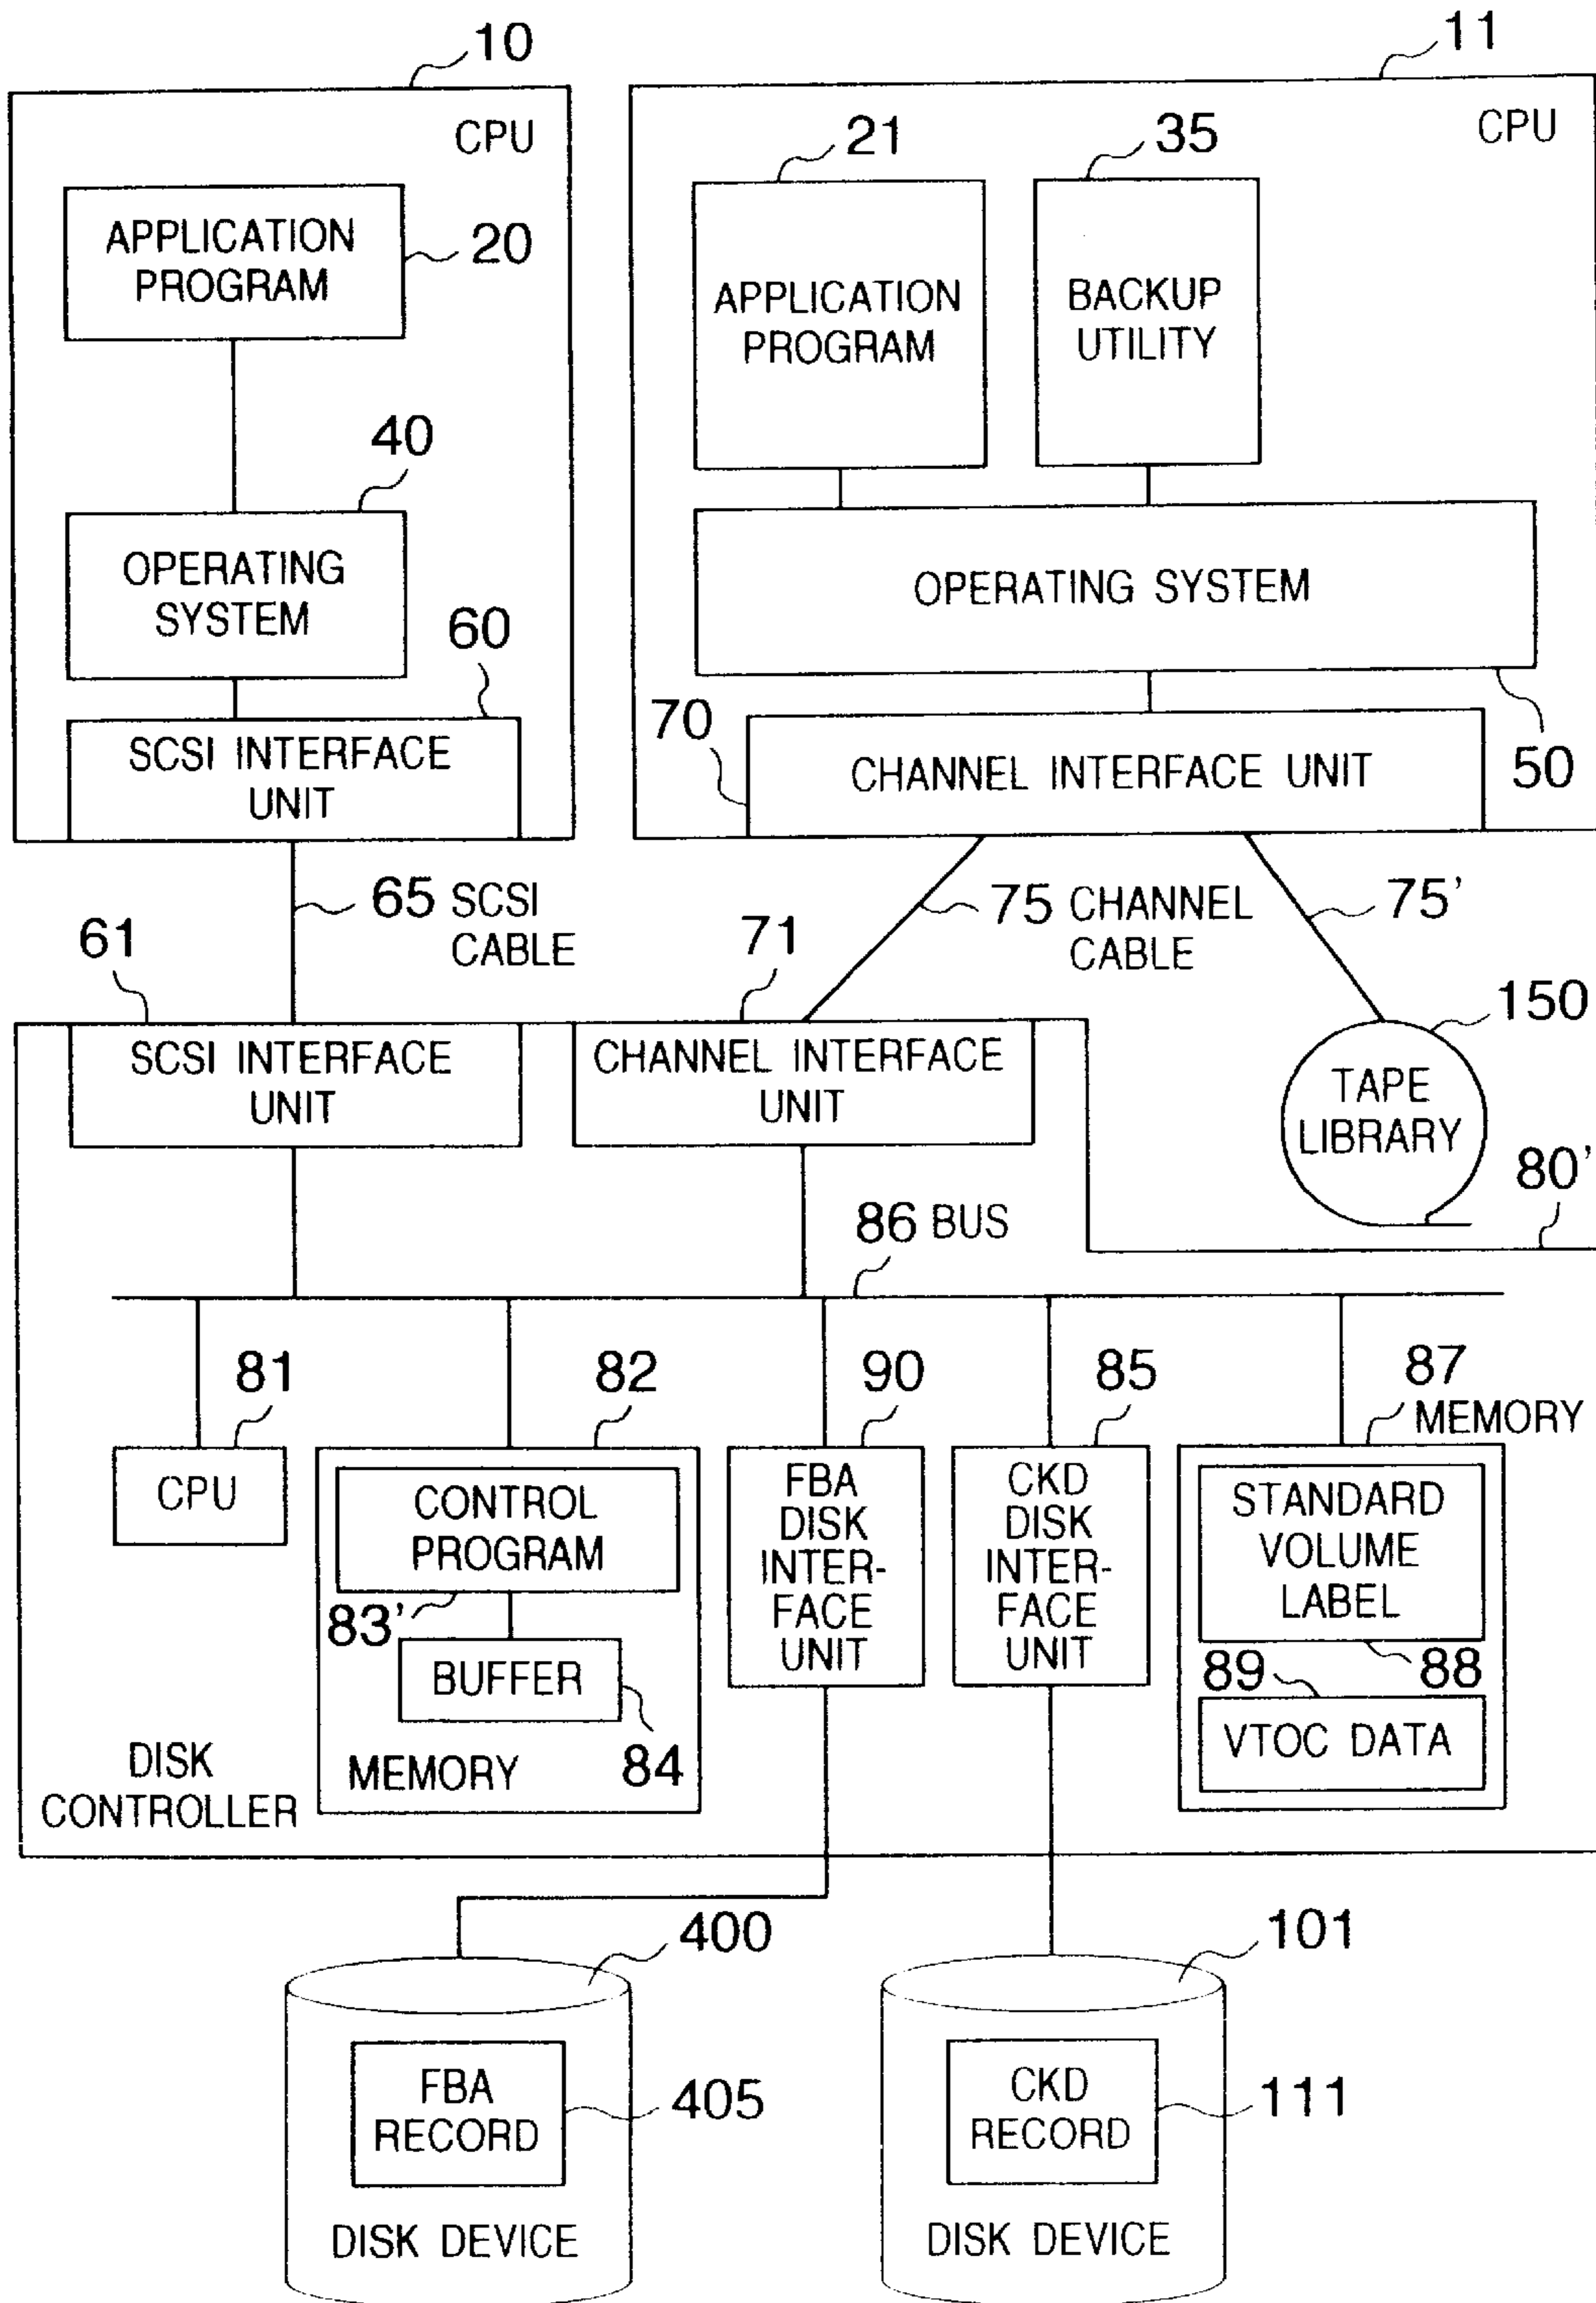 10
11
CPU
CPU
21
35
APPLICATION
PROGRAM
20
APPLICATION
PROGRAM
BACKUP
UTILITY
40
OPERATING
SYSTEM
OPERATING SYSTEM
60
70
SCSI INTERFACE
UNIT
CHANNEL INTERFACE UNIT
50
65 SCSI
CABLE
75 CHANNEL
CABLE
75'
61
71
150
SCSI INTERFACE
UNIT
CHANNEL INTERFACE
UNIT
TAPE
LIBRARY
80'
86 BUS
81
82
90
85
87
MEMORY
CPU
CONTROL
PROGRAM
83'
BUFFER
84
MEMORY
FBA
DISK
INTER-
FACE
UNIT
CKD
DISK
INTER-
FACE
UNIT
STANDARD
VOLUME
LABEL
89
88
VTOC DATA
DISK
CONTROLLER
400
101
FBA
RECORD
405
CKD
RECORD
111
DISK DEVICE
DISK DEVICE